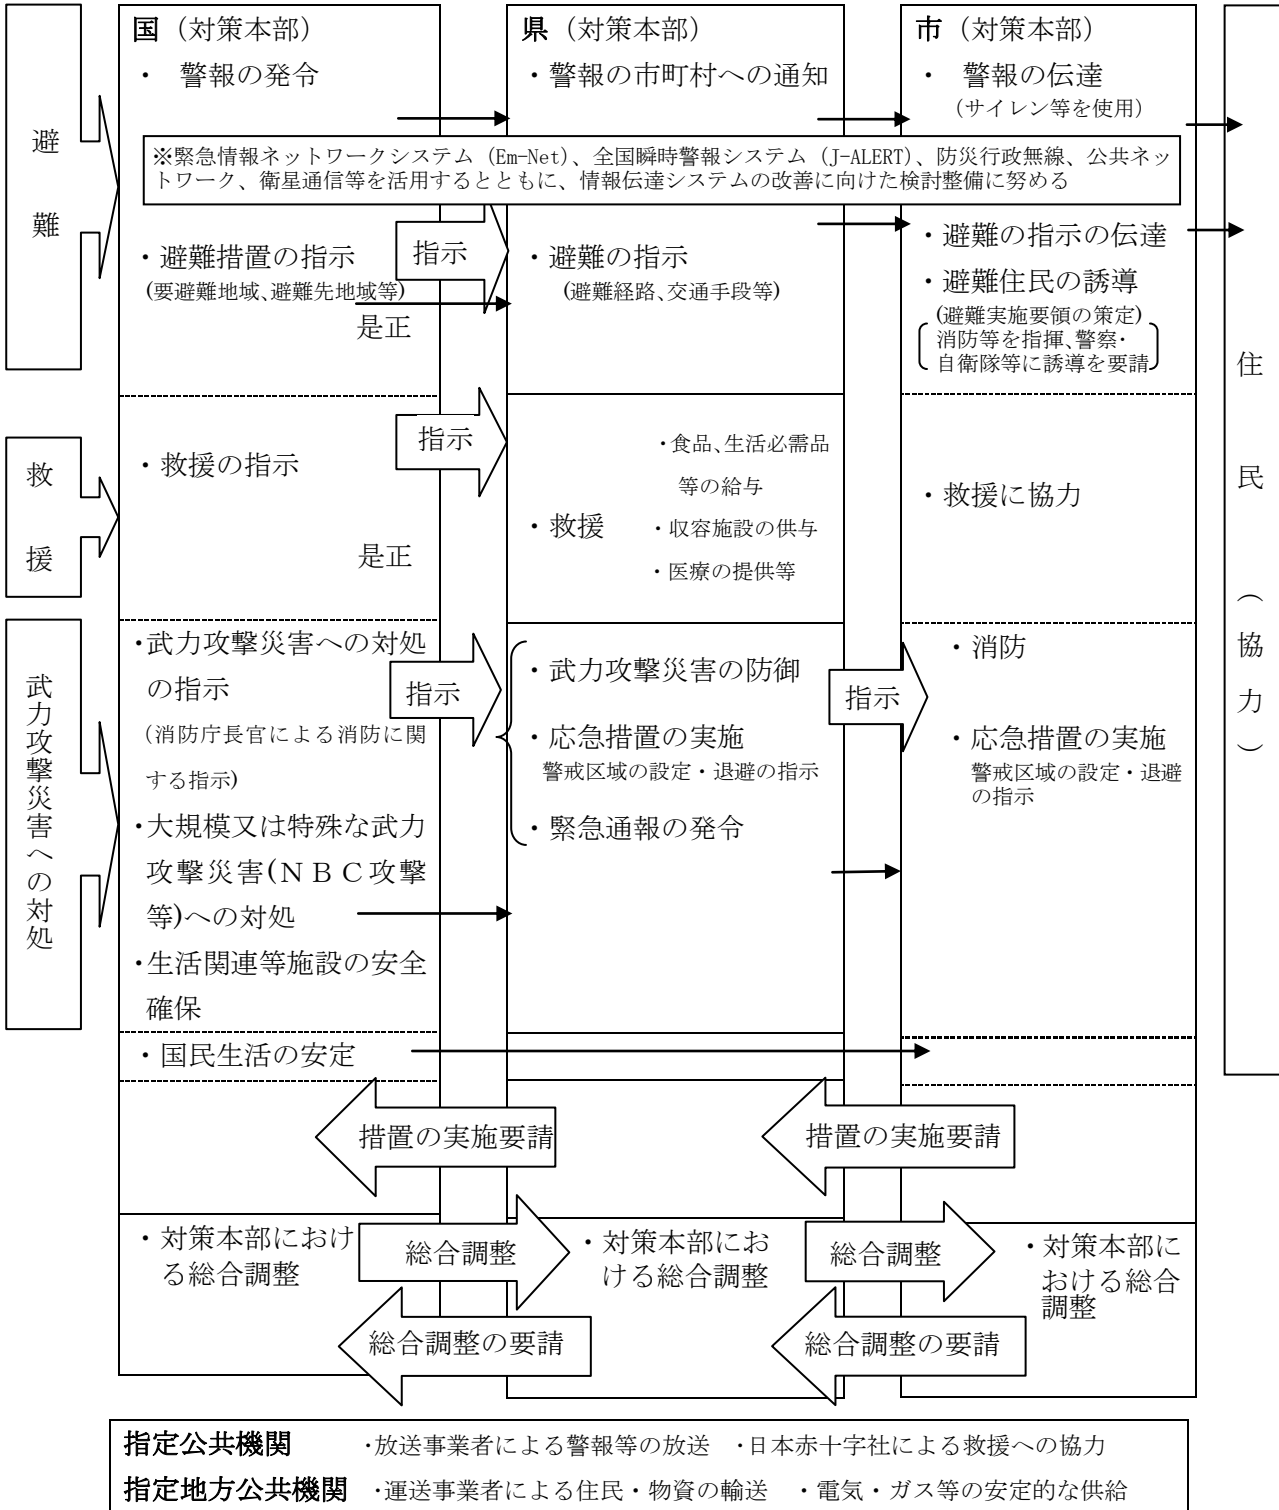 避難
国（対策本部）
・ 警報の発令
県（対策本部）
・警報の市町村への通知
市（対策本部）
・ 警報の伝達
（サイレン等を使用）
※緊急情報ネットワークシステム（Em-Net）、全国瞬時警報システム（J-ALERT）、防災行政無線、公共ネッ
トワーク、衛星通信等を活用するとともに、情報伝達システムの改善に向けた検討整備に努める
・避難措置の指示
(要避難地域、避難先地域等)
是正
指示
・避難の指示
(避難経路、交通手段等)
・避難の指示の伝達
・避難住民の誘導
(避難実施要領の策定)
消防等を指揮、警察・
自衛隊等に誘導を要請
住民（協力）
救援
・救援の指示
是正
指示
・救援
・食品、生活必需品
等の給与
・収容施設の供与
・医療の提供等
・救援に協力
武力攻撃災害への対処
・武力攻撃災害への対処
の指示
(消防庁長官による消防に関
する指示)
・大規模又は特殊な武力
攻撃災害(ＮＢＣ攻撃
等)への対処
・生活関連等施設の安全
確保
指示
・武力攻撃災害の防御
・応急措置の実施
警戒区域の設定・退避の指示
・緊急通報の発令
指示
・消防
・応急措置の実施
警戒区域の設定・退避
の指示
・国民生活の安定
措置の実施要請
措置の実施要請
・対策本部におけ
る総合調整
総合調整
・対策本部にお
ける総合調整
総合調整
・対策本部に
おける総合
調整
総合調整の要請
総合調整の要請
指定公共機関 ・放送事業者による警報等の放送 ・日本赤十字社による救援への協力
指定地方公共機関 ・運送事業者による住民・物資の輸送 ・電気・ガス等の安定的な供給